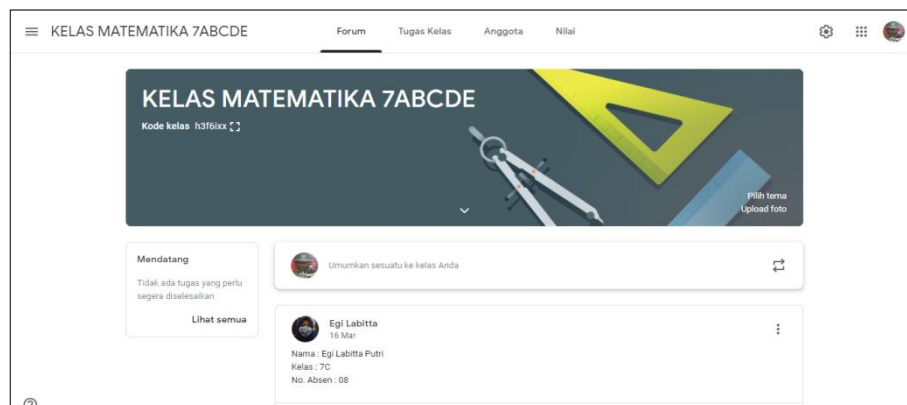 KELAS MATEMATIKA 7ABCDE
Forum
Tugas Kelas
Anggota
Nilai
KELAS MATEMATIKA 7ABCDE
Kode kelas h3f6ixx
Pilih tema
Upload foto
Mendatang
Tidak ada tugas yang perlu
segera diselesaikan
Lihat semua
Umumkan sesuatu ke kelas Anda
Egi Labitta
16 Mar
Nama : Egi Labitta Putri
Kelas : 7C
No. Absen : 08